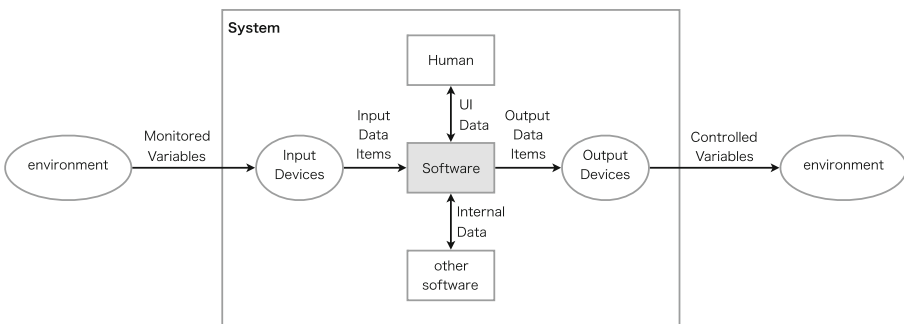 System
Human
UI
Data
Input
Data
Items
Output
Data
Items
Monitored
Variables
Controlled
Variables
environment
Input
Devices
Software
Output
Devices
environment
Internal
Data
other
software